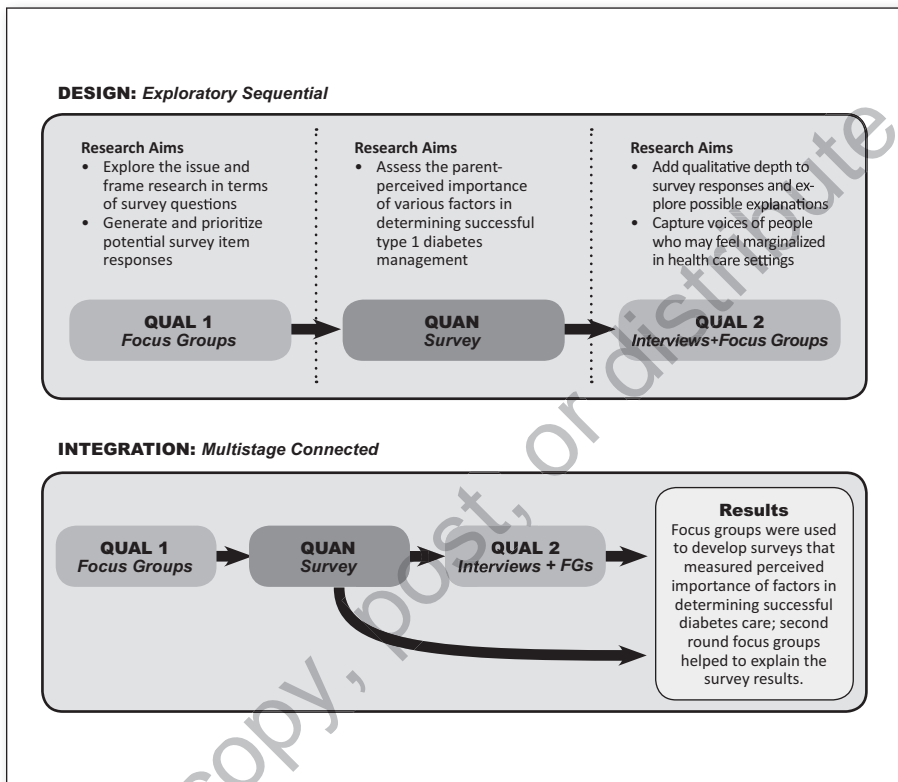 DESIGN: Exploratory Sequential
Research Aims
• Explore the issue and
frame research in terms
of survey questions
• Generate and prioritize
potential survey item
responses
QUAL 1
Focus Groups
Research Aims
• Assess the parent-
perceived importance
of various factors in
determining successful
type 1 diabetes
management
QUAN
Survey
Research Aims
• Add qualitative depth to
survey responses and ex-
plore possible explanations
• Capture voices of people
who may feel marginalized
in health care settings
QUAL 2
Interviews+Focus Groups
INTEGRATION: Multistage Connected
QUAL 1
Focus Groups
QUAN
Survey
QUAL 2
Interviews + FGs
Results
Focus groups were used
to develop surveys that
measured perceived
importance of factors in
determining successful
diabetes care; second
round focus groups
helped to explain the
survey results.
copy, post, or distribute